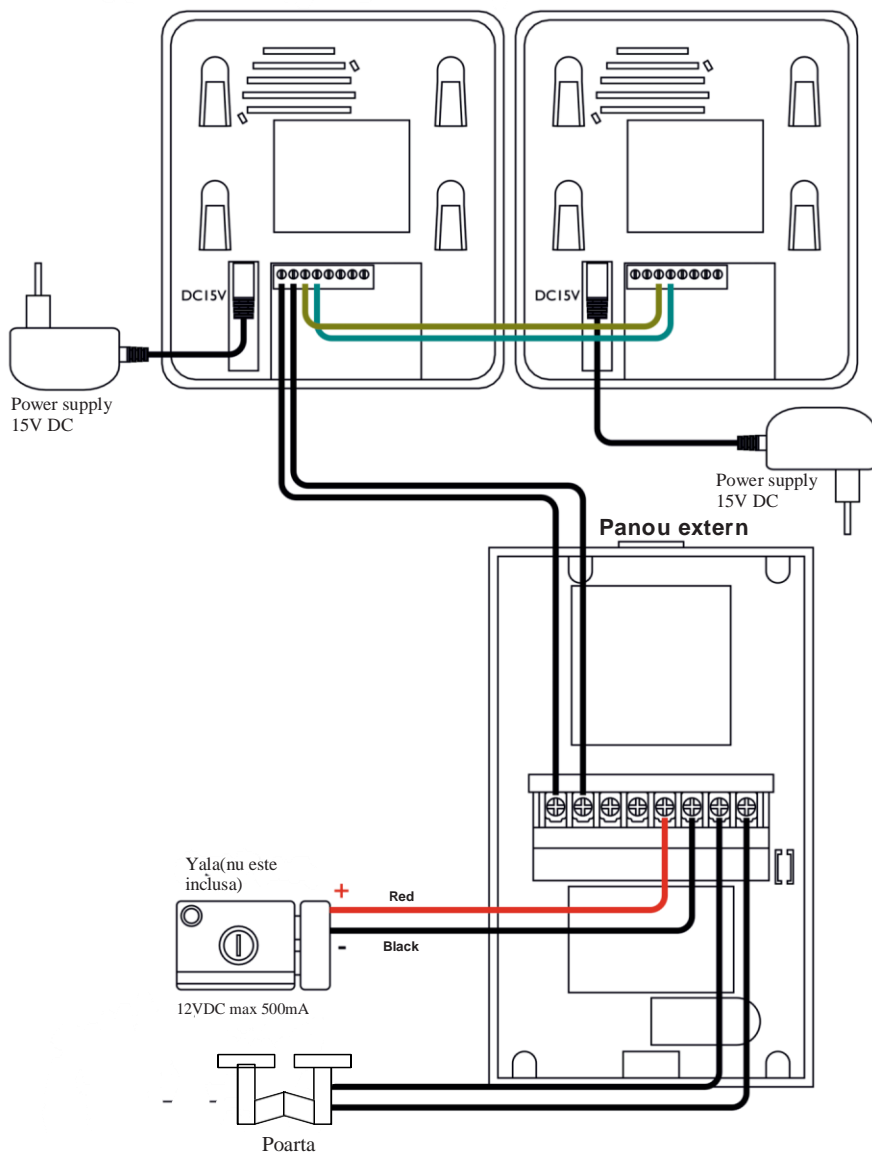 DC15V
DC15V
Power supply
15V DC
Power supply
15V DC
Panou extern
Yala(nu este
inclusa)
+
Red
-
Black
12VDC max 500mA
- -
Poarta